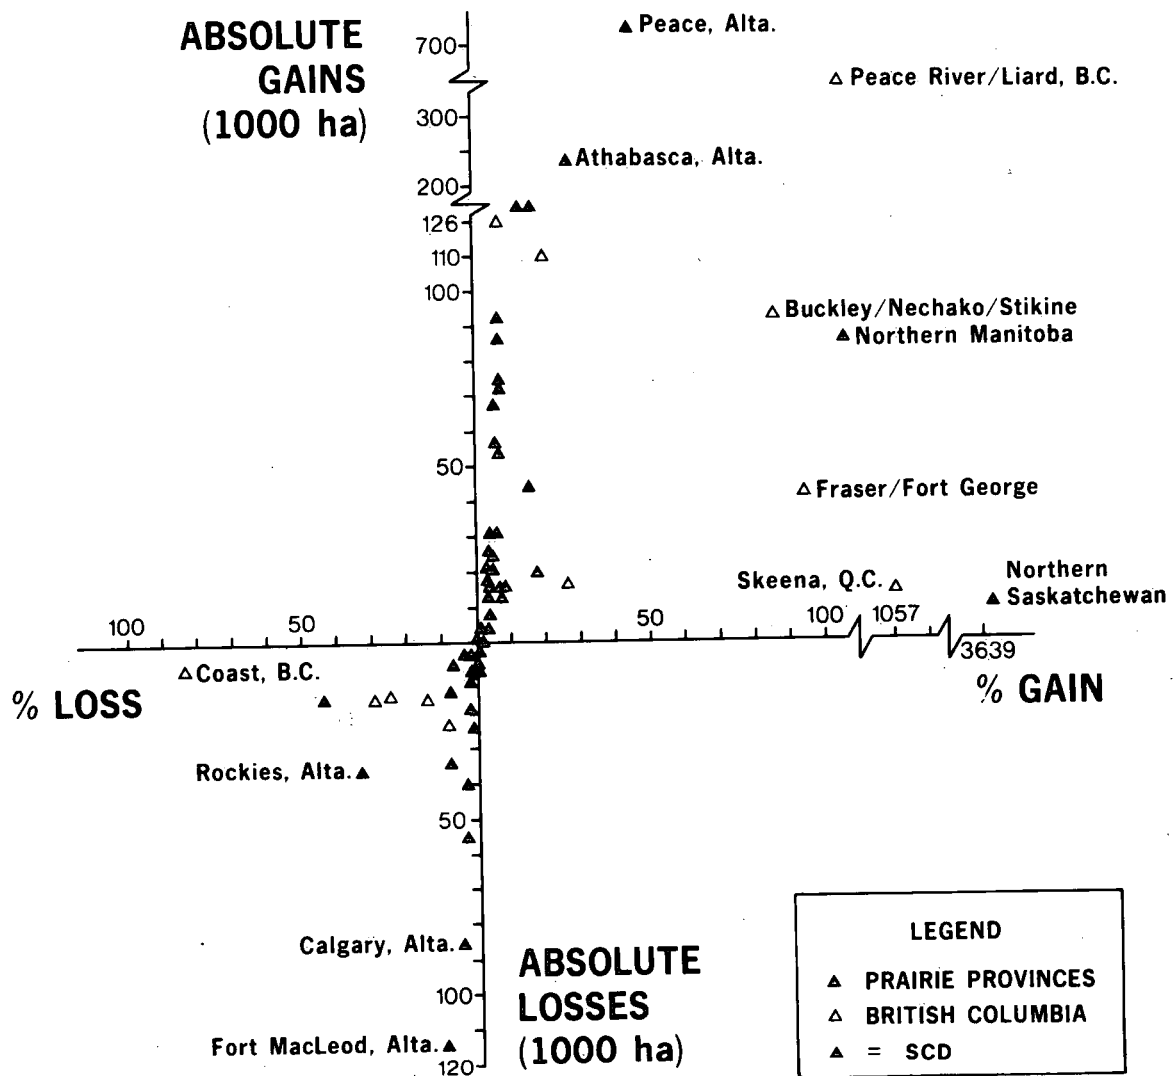 ABSOLUTE
GAINS
(1000 ha)
700
300
200
126
110
100
50
Peace, Alta.
Peace River/Liard, B.C.
Athabasca, Alta.
Buckley/Nechako/Stikine
Northern Manitoba
Fraser/Fort George
Skeena, Q.C.
Northern
Saskatchewan
100
50
50
100
1057
3639
% LOSS
% GAIN
Coast, B.C.
Rockies, Alta.
50
Calgary, Alta.
100
Fort MacLeod, Alta.
120
ABSOLUTE
LOSSES
(1000 ha)
LEGEND
PRAIRIE PROVINCES
BRITISH COLUMBIA
= SCD